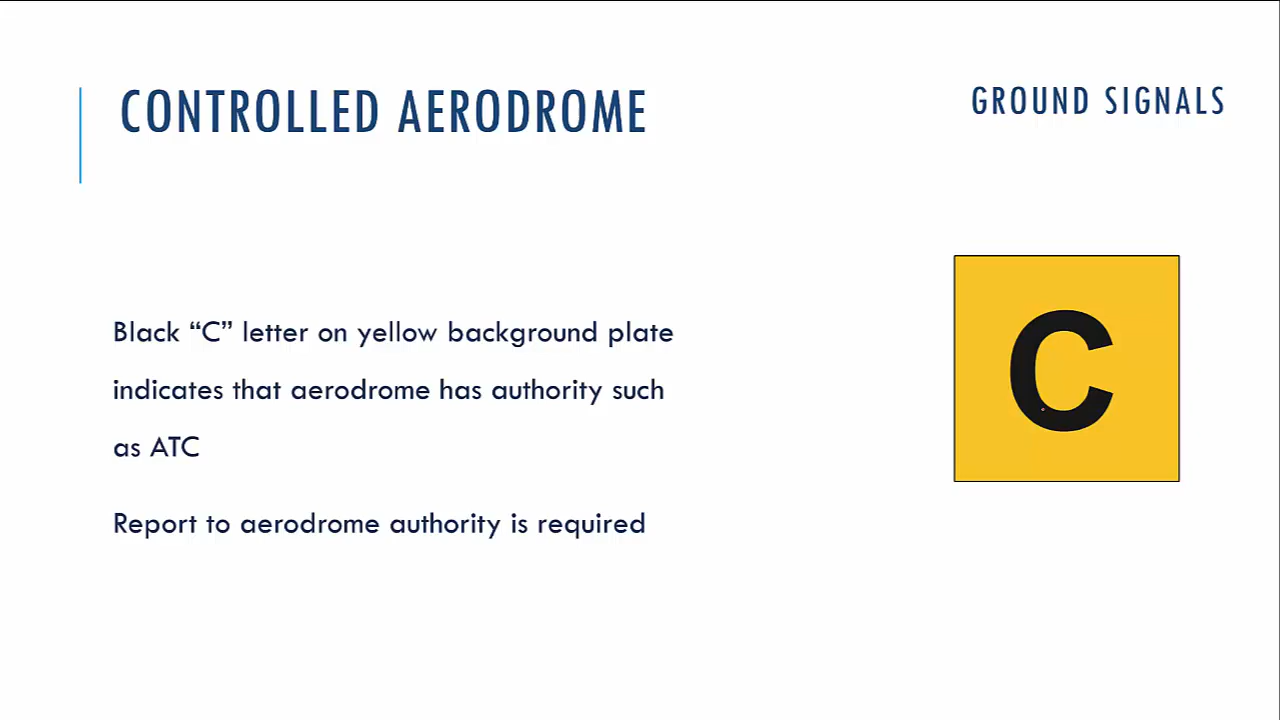 CONTROLLED AERODROME
GROUND SIGNALS
Black “C” letter on yellow background plate
indicates that aerodrome has authority such
as ATC
Report to aerodrome authority is required
C